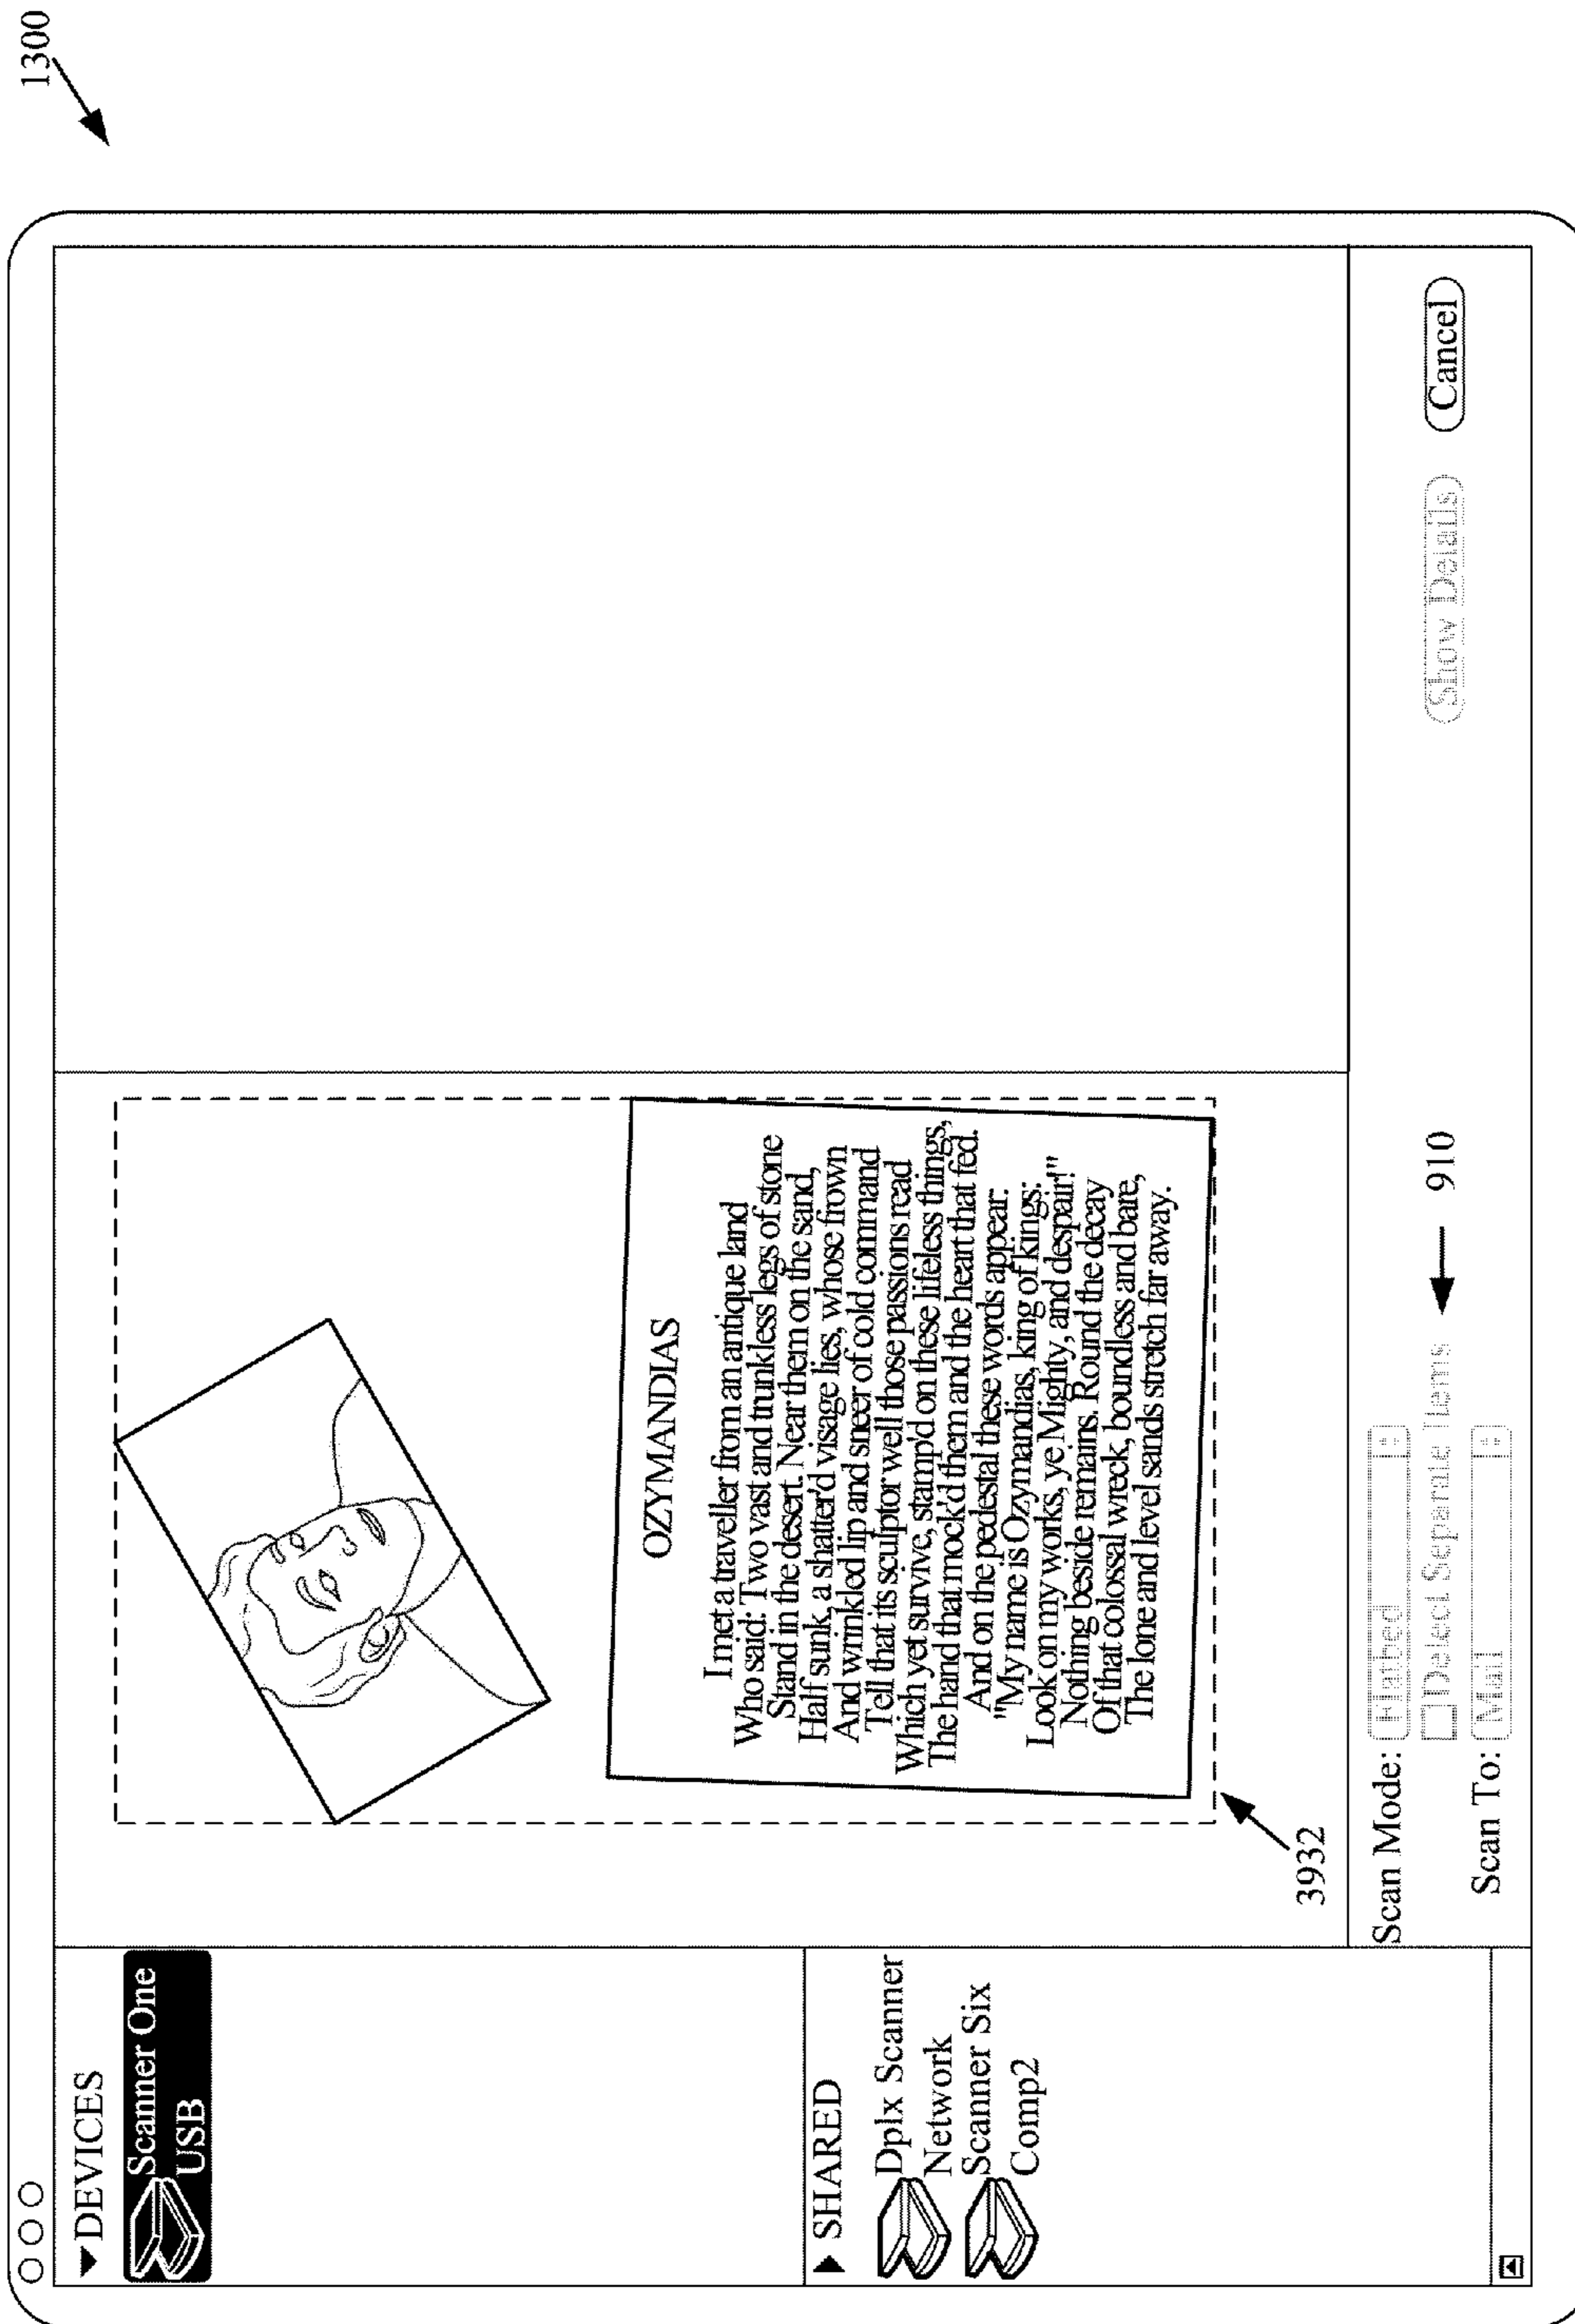 1300
▼DEVICES
Scanner One
USB
▶ SHARED
Dplx Scanner
Network
Scanner Six
Comp2
OZYMANDIAS
I met a traveller from an antique land
Who said: Two vast and trunkless legs of stone
Stand in the desert. Near them on the sand,
Half sunk, a shatter'd visage lies, whose frown
And wrinkled lip and sneer of cold command
Tell that its sculptor well those passions read
Which yet survive, stamp'd on these lifeless things,
The hand that mock'd them and the heart that fed.
And on the pedestal these words appear:
"My name is Ozymandias, king of kings:
Look on my works, ye Mighty, and despair!"
Nothing beside remains. Round the decay
Of that colossal wreck, boundless and bare,
The lone and level sands stretch far away.
3932
Scan Mode: Flatbed
Detect Separate Items
910
Scan To: Mail
Show Details
Cancel